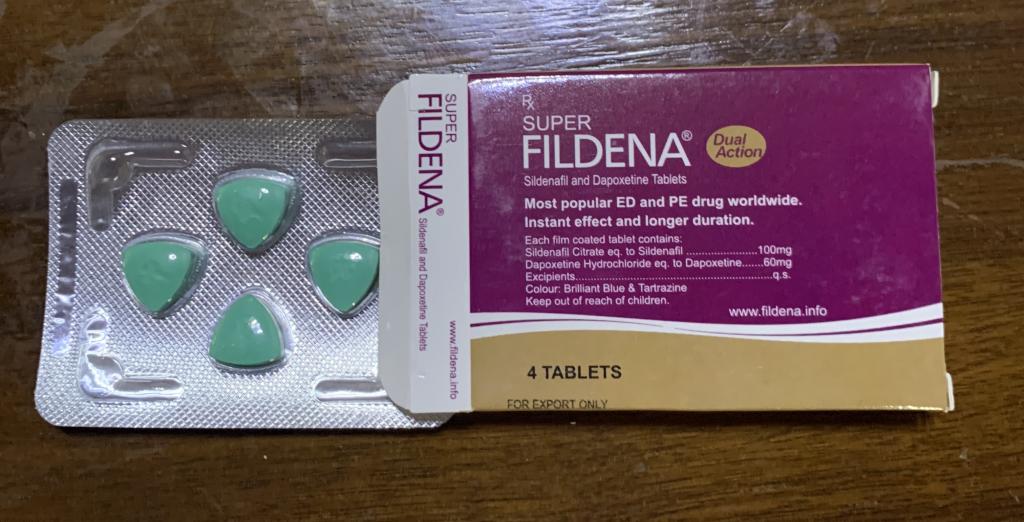 SUPER
FILDENA®
Sildenafil and Dapoxetine Tablets
www.fildena.info
Rx
SUPER
FILDENA®
Dual
Action
Sildenafil and Dapoxetine Tablets
Most popular ED and PE drug worldwide.
Instant effect and longer duration.
Each film coated tablet contains:
Sildenafil Citrate eq. to Sildenafil ....................100mg
Dapoxetine Hydrochloride eq. to Dapoxetine......60mg
Excipients......................................................q.s.
Colour: Brilliant Blue & Tartrazine
Keep out of reach of children.
www.fildena.info
4 TABLETS
FOR EXPORT ONLY